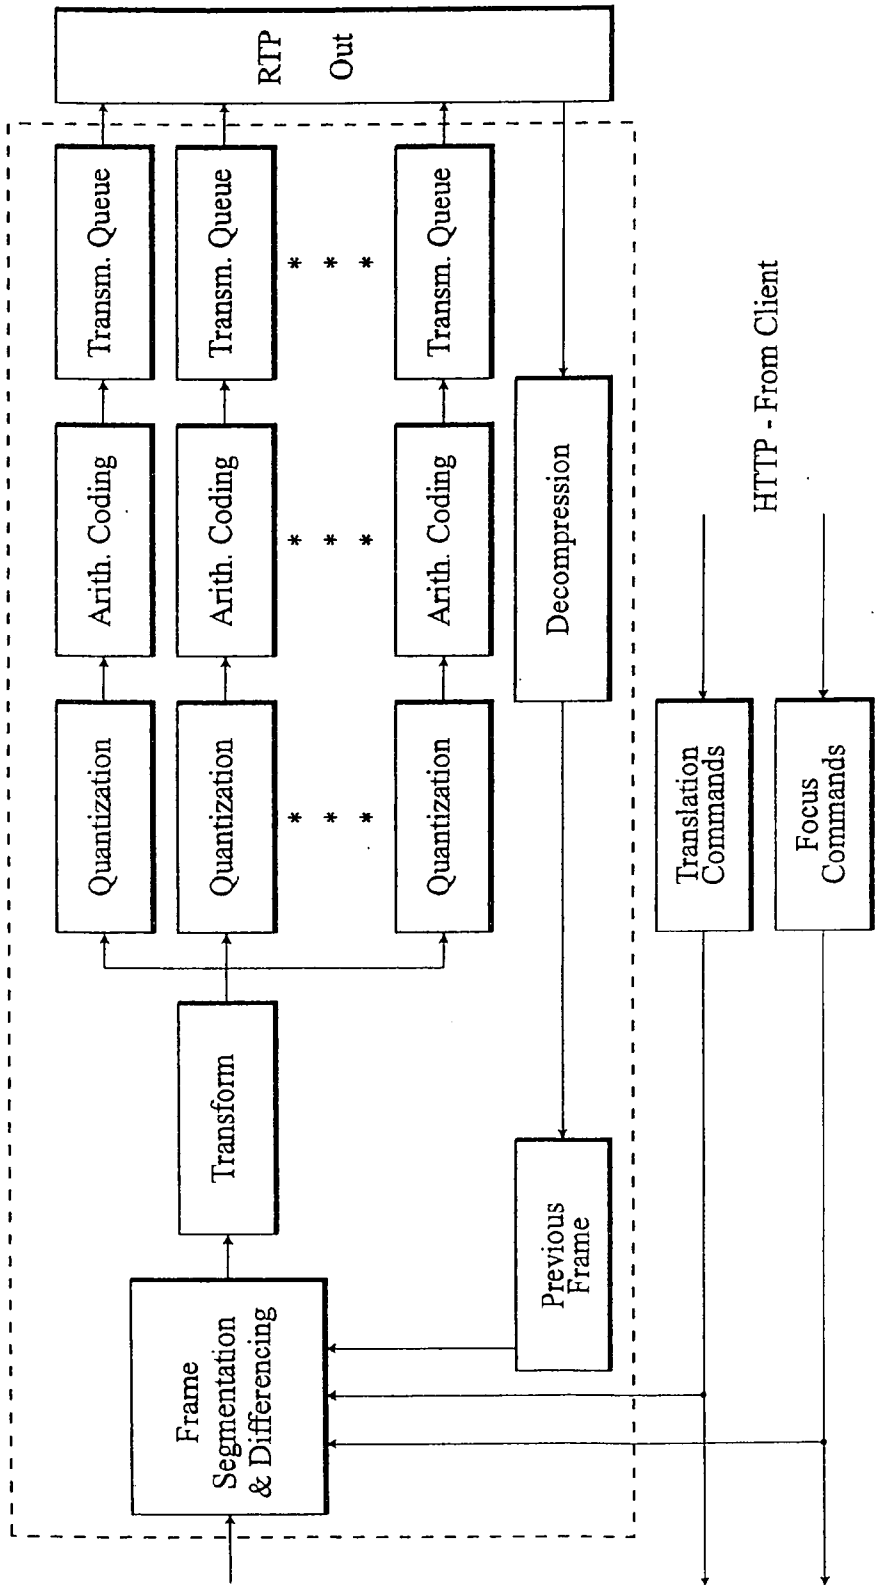 Frame
Segmentation
& Differencing
Transform
Quantization
Quantization
* * *
Quantization
Arith. Coding
Arith. Coding
* * *
Arith. Coding
Transm. Queue
Transm. Queue
* * *
Transm. Queue
RTP
Out
Previous
Frame
Decompression
Translation
Commands
Focus
Commands
HTTP - From Client